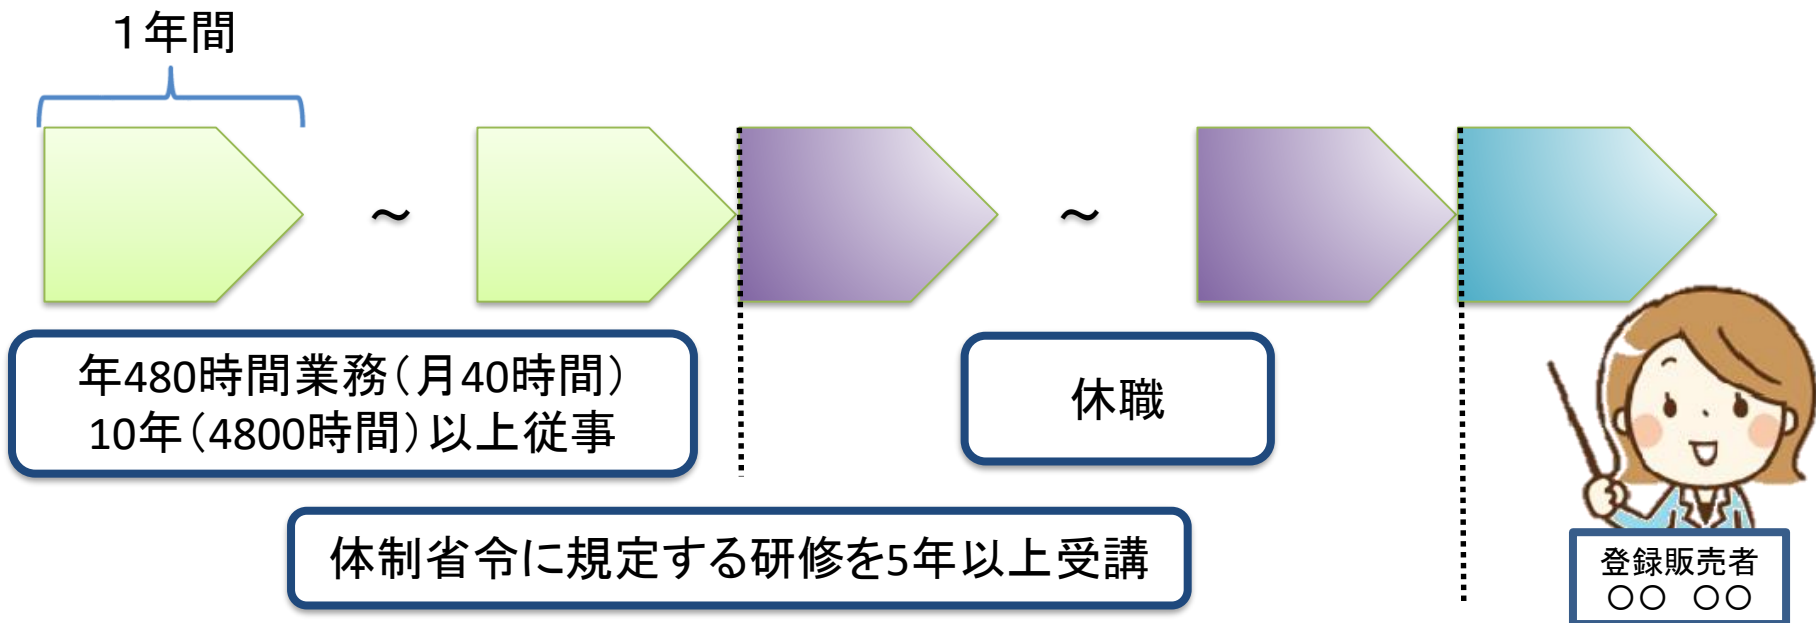 1年間
~
~
年480時間業務（月40時間）
10年（4800時間）以上従事
休職
体制省令に規定する研修を5年以上受講
登録販売者
〇〇 〇〇